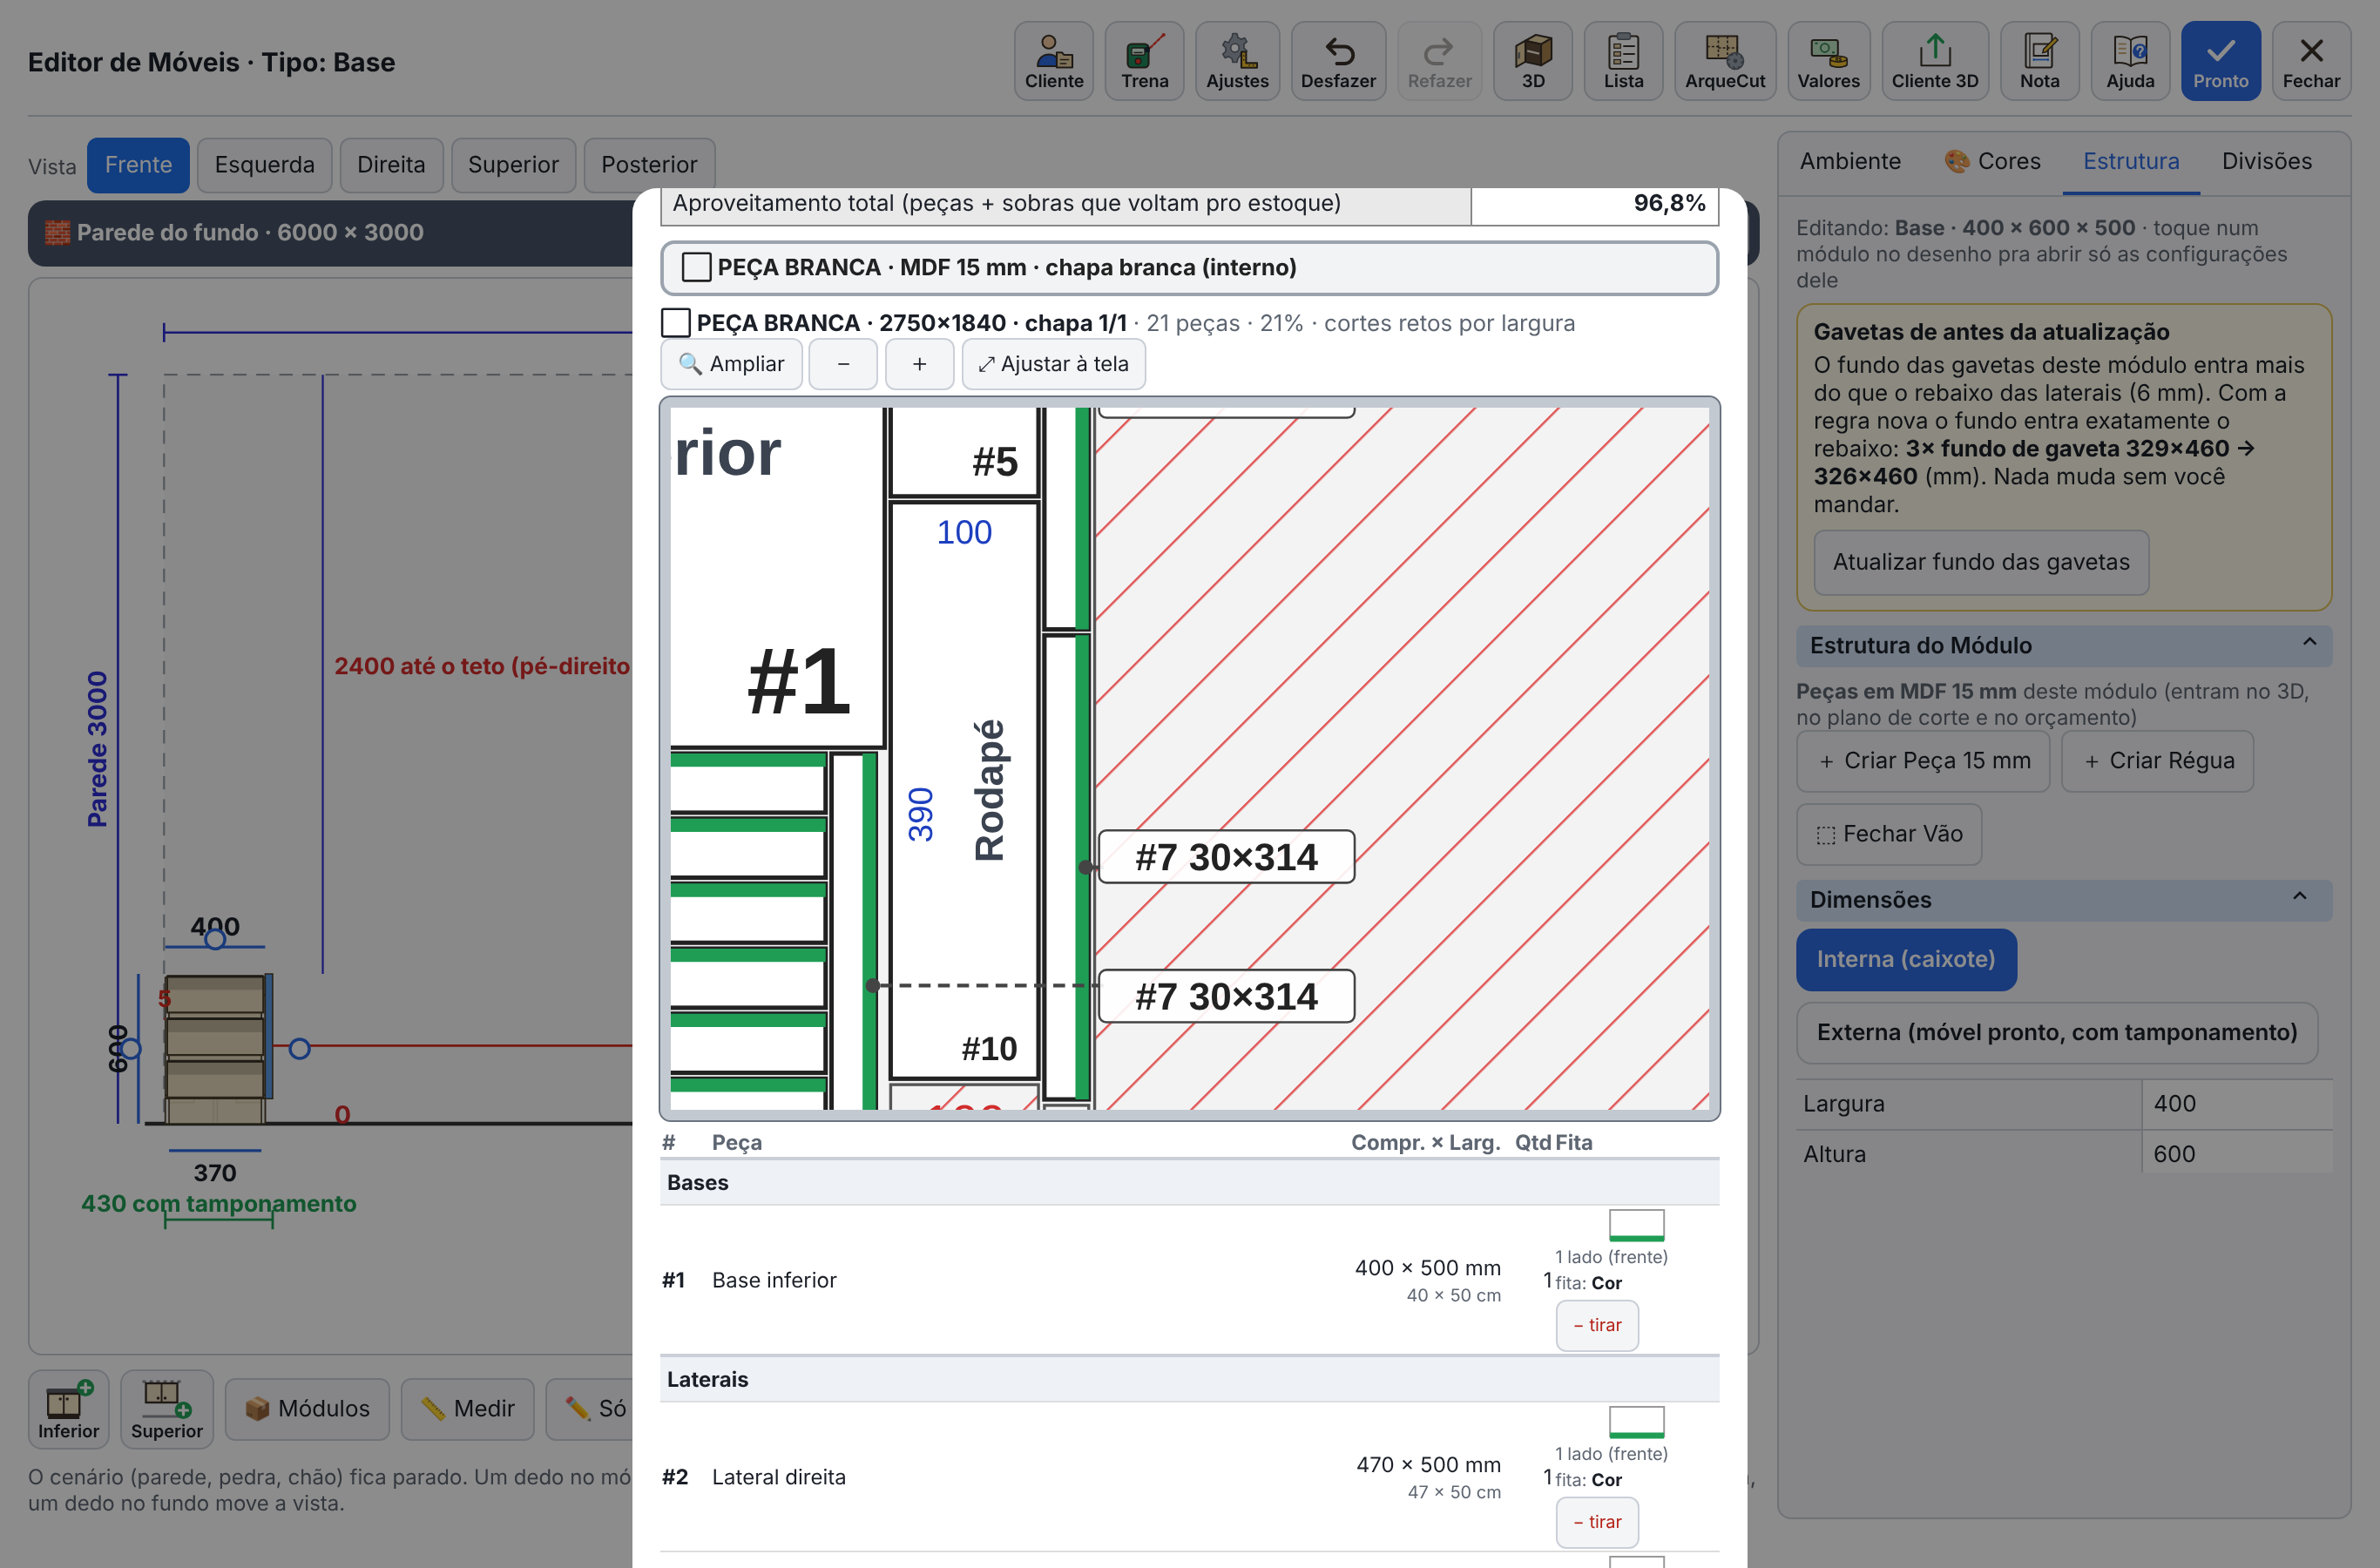 Editor de Móveis · Tipo: Base
Cliente
Trena
Ajustes
Desfazer
Refazer
3D
Lista
ArqueCut
Valores
Cliente 3D
Nota
Ajuda
Pronto
Fechar
Vista
Frente
Esquerda
Direita
Superior
Posterior
Parede do fundo · 6000 × 3000
Parede 3000
2400 até o teto (pé-direito
400
5
600
0
370
430 com tamponamento
Inferior
Superior
Módulos
Medir
Só
O cenário (parede, pedra, chão) fica parado. Um dedo no mó
um dedo no fundo move a vista.
Aproveitamento total (peças + sobras que voltam pro estoque)
96,8%
PEÇA BRANCA · MDF 15 mm · chapa branca (interno)
PEÇA BRANCA · 2750×1840 · chapa 1/1 · 21 peças · 21% · cortes retos por largura
Ampliar
−
+
Ajustar à tela
rior
#1
#5
100
390
Rodapé
#10
#7 30×314
#7 30×314
# Peça Compr. × Larg. Qtd Fita
Bases
#1 Base inferior 400 × 500 mm 1
40 × 50 cm
1 lado (frente)
fita: Cor
− tirar
Laterais
#2 Lateral direita 470 × 500 mm 1
47 × 50 cm
1 lado (frente)
fita: Cor
− tirar
Ambiente
Cores
Estrutura
Divisões
Editando: Base · 400 × 600 × 500 · toque num
módulo no desenho pra abrir só as configurações
dele
Gavetas de antes da atualização
O fundo das gavetas deste módulo entra mais
do que o rebaixo das laterais (6 mm). Com a
regra nova o fundo entra exatamente o
rebaixo: 3× fundo de gaveta 329×460 →
326×460 (mm). Nada muda sem você
mandar.
Atualizar fundo das gavetas
Estrutura do Módulo
Peças em MDF 15 mm deste módulo (entram no 3D,
no plano de corte e no orçamento)
+ Criar Peça 15 mm
+ Criar Régua
Fechar Vão
Dimensões
Interna (caixote)
Externa (móvel pronto, com tamponamento)
Largura 400
Altura 600